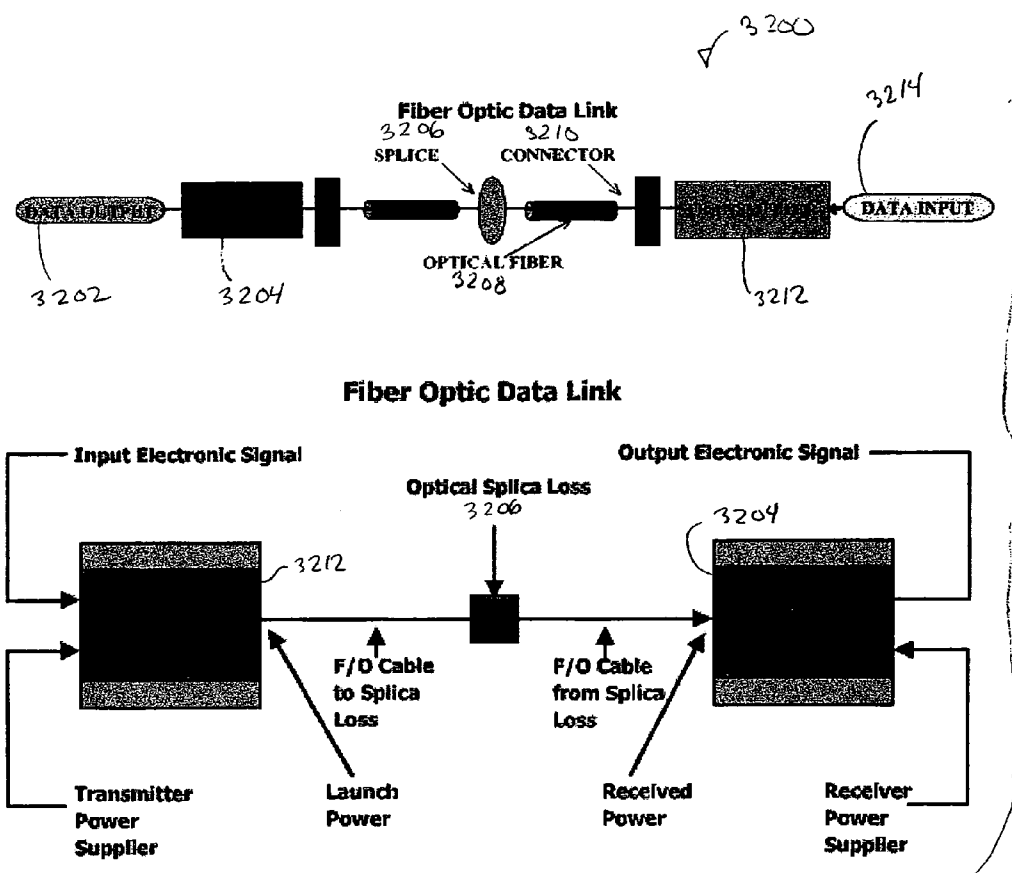 3200
3214
Fiber Optic Data Link
3206
3210
SPLICE
CONNECTOR
DATA OUTPUT
DATA INPUT
OPTICAL FIBER
3208
3202
3204
3212
Fiber Optic Data Link
Input Electronic Signal
Output Electronic Signal
Optical Splica Loss
3206
3204
3212
F/O Cable
to Splica
Loss
F/O Cable
from Splica
Loss
Transmitter
Power
Supplier
Launch
Power
Received
Power
Receiver
Power
Supplier